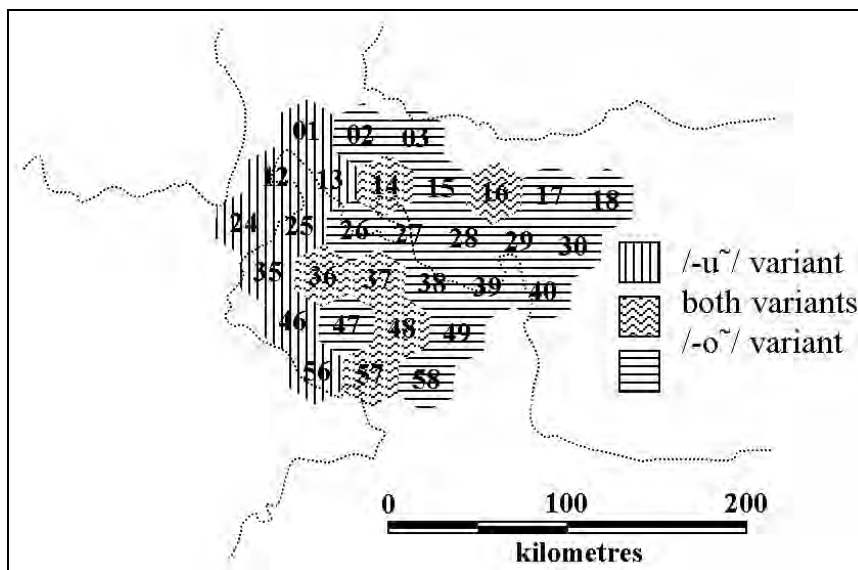 01 02 03
12 13 14 15 16 17 18
24 25 26 27 28 29 30
35 36 37 38 39 40
46 47 48 49
56 57 58
/-u˜/ variant
both variants
/-o˜/ variant
0 100 200
kilometres